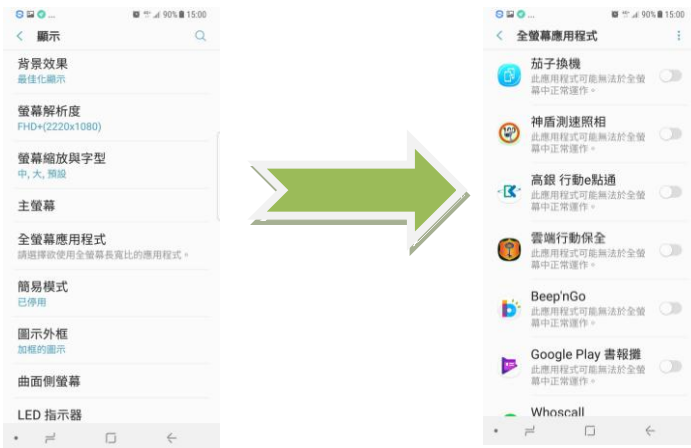 ... 90% 15:00
顯示
背景效果
最佳化顯示
螢幕解析度
FHD+(2220x1080)
螢幕縮放與字型
中, 大, 預設
主螢幕
全螢幕應用程式
請選擇欲使用全螢幕長寬比的應用程式。
簡易模式
已停用
圖示外框
加框的圖示
曲面側螢幕
LED 指示器
... 90% 15:00
全螢幕應用程式
茄子換機
此應用程式可能無法於全螢
幕中正常運作。
神盾測速照相
此應用程式可能無法於全螢
幕中正常運作。
高銀 行動e點通
此應用程式可能無法於全螢
幕中正常運作。
雲端行動保全
此應用程式可能無法於全螢
幕中正常運作。
Beep'nGo
此應用程式可能無法於全螢
幕中正常運作。
Google Play 書報攤
此應用程式可能無法於全螢
幕中正常運作。
Whoscall